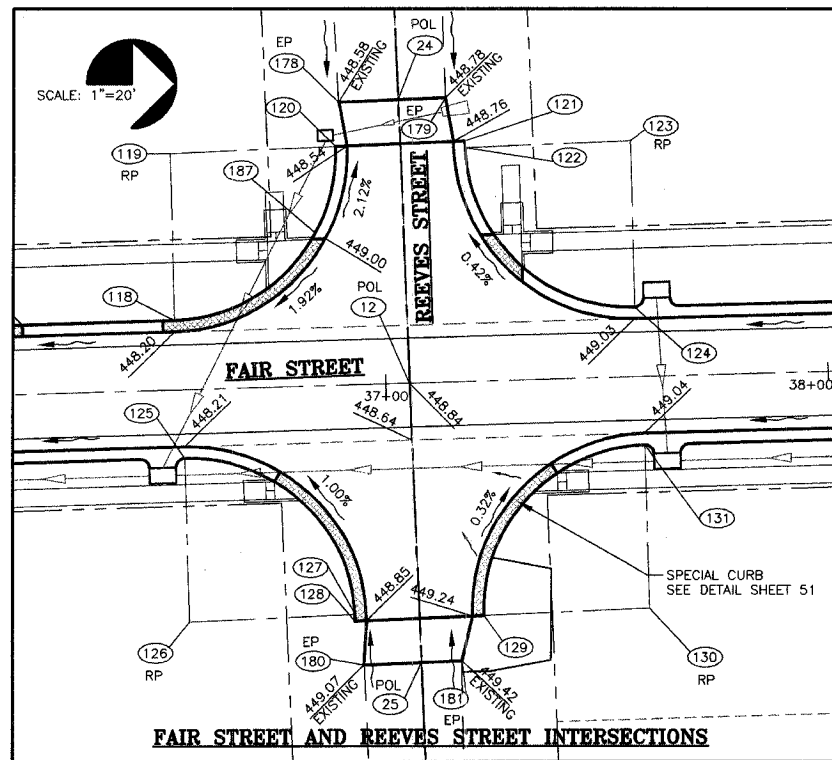 POL
EP
178
24
448.58
EXISTING
448.78
EXISTING
SCALE: 1"=20'
120
EP
179
448.76
121
123
RP
119
RP
448.54
122
187
2.12%
REEVES STREET
449.00
0.42%
118
1.92%
POL
12
448.20
449.03
124
FAIR STREET
37+00
38+00
125
448.21
448.64
448.84
449.04
1.00%
0.32%
131
127
128
448.85
449.24
SPECIAL CURB
SEE DETAIL SHEET 51
129
126
RP
EP
180
130
RP
449.07
EXISTING
POL
25
181
EP
449.42
EXISTING
FAIR STREET AND REEVES STREET INTERSECTIONS